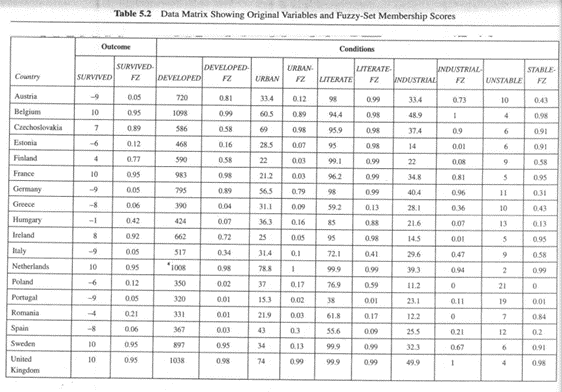 Table 5.2 Data Matrix Showing Original Variables and Fuzzy-Set Membership Scores
Outcome Conditions
Country SURVIVED SURVIVED-FZ DEVELOPED DEVELOPED-FZ URBAN URBAN-FZ LITERATE LITERATE-FZ INDUSTRIAL INDUSTRIAL-FZ UNSTABLE STABLE-FZ
Austria −9 0.05 720 0.81 33.4 0.12 98 0.99 33.4 0.73 10 0.43
Belgium 10 0.95 1098 0.99 60.5 0.89 94.4 0.98 48.9 1 4 0.98
Czechoslovakia 7 0.89 586 0.58 69 0.98 95.9 0.98 37.4 0.9 6 0.91
Estonia −6 0.12 468 0.16 28.5 0.07 95 0.98 14 0.01 6 0.91
Finland 4 0.77 590 0.58 22 0.03 99.1 0.99 22 0.08 9 0.58
France 10 0.95 983 0.98 21.2 0.03 96.2 0.99 34.8 0.81 5 0.95
Germany −9 0.05 795 0.89 56.5 0.79 98 0.99 40.4 0.96 11 0.31
Greece −8 0.06 390 0.04 31.1 0.09 59.2 0.13 28.1 0.36 10 0.43
Hungary −1 0.42 424 0.07 36.3 0.16 85 0.88 21.6 0.07 13 0.13
Ireland 8 0.92 662 0.72 25 0.05 95 0.98 14.5 0.01 5 0.95
Italy −9 0.05 517 0.34 31.4 0.1 72.1 0.41 29.6 0.47 9 0.58
Netherlands 10 0.95 1008 0.98 78.8 1 99.9 0.99 39.3 0.94 2 0.99
Poland −6 0.12 350 0.02 37 0.17 76.9 0.59 11.2 0 21 0
Portugal −9 0.05 320 0.01 15.3 0.02 38 0.01 23.1 0.11 19 0.01
Romania −4 0.21 331 0.01 21.9 0.03 61.8 0.17 12.2 0 7 0.84
Spain −8 0.06 367 0.03 43 0.3 55.6 0.09 25.5 0.21 12 0.2
Sweden 10 0.95 897 0.95 34 0.13 99.9 0.99 32.3 0.67 6 0.91
United Kingdom 10 0.95 1038 0.98 74 0.99 99.9 0.99 49.9 1 4 0.98